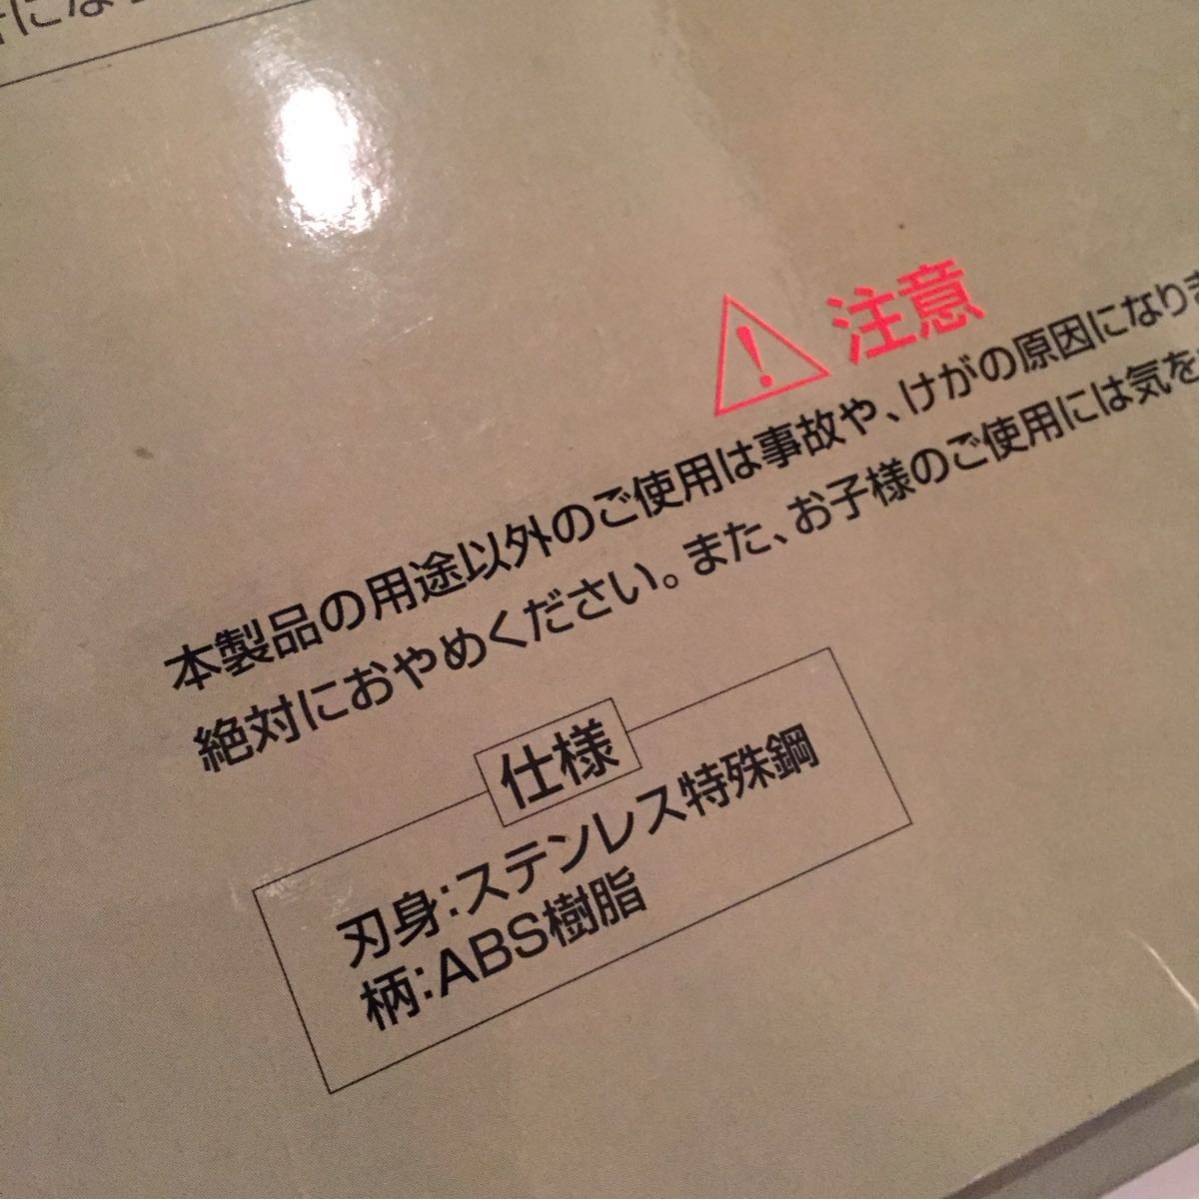 になり
注意
本製品の用途以外のご使用は事故や、けがの原因になりま
絶対におやめください。また、お子様のご使用には気を
仕様
刃身:ステンレス特殊鋼
柄:ABS樹脂